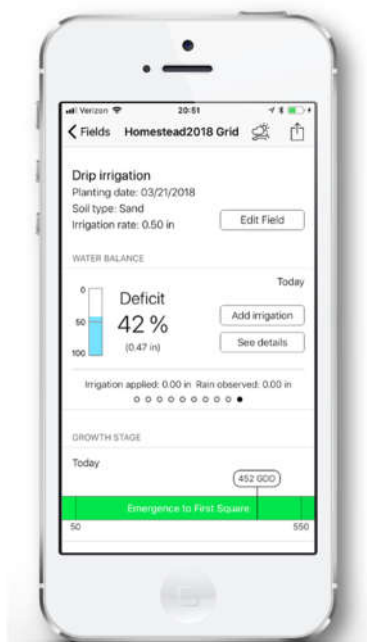 Verizon 20:51
Fields Homestead2018 Grid
Drip irrigation
Planting date: 03/21/2018
Soil type: Sand
Irrigation rate: 0.50 in
Edit Field
WATER BALANCE
Today
0
50
100
Deficit
42 %
(0.47 in)
Add irrigation
See details
Irrigation applied: 0.00 in Rain observed: 0.00 in
GROWTH STAGE
Today
452 GDD
Emergence to First Square
50 550